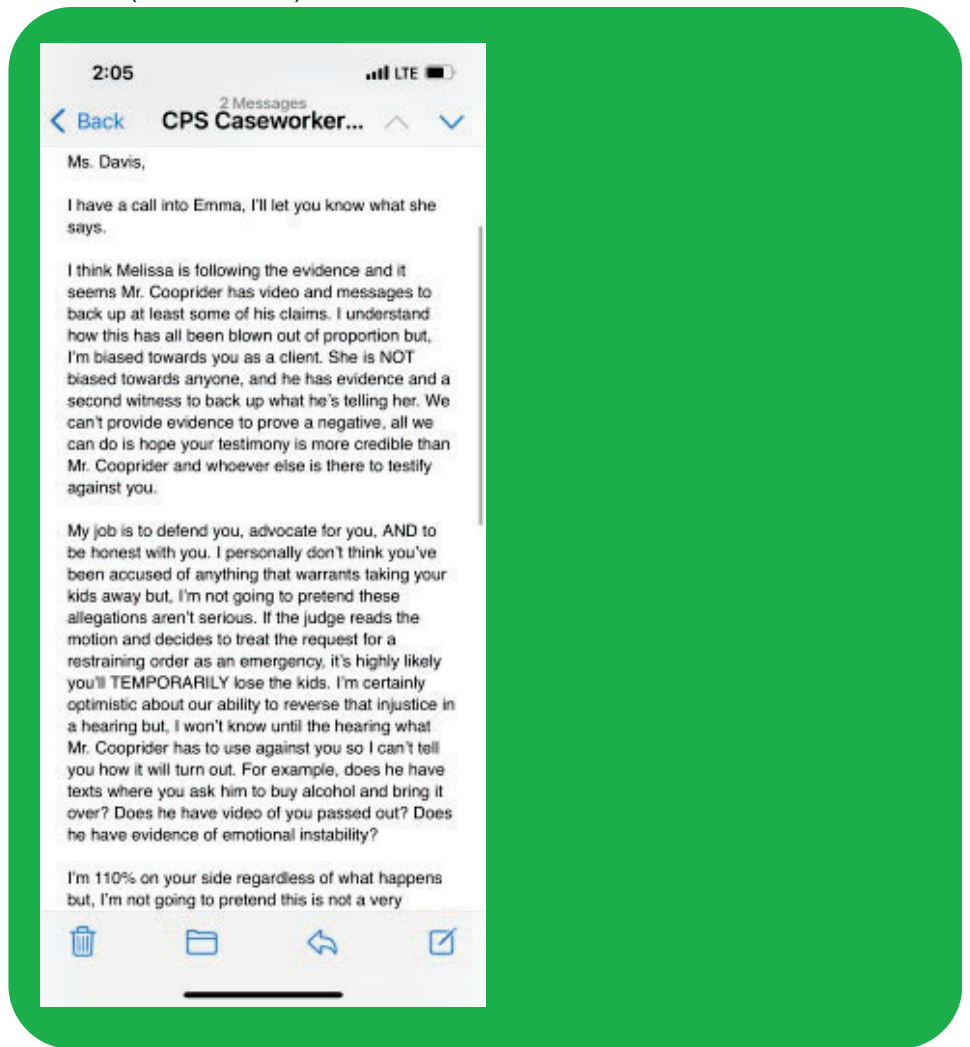 2:05
LTE
2 Messages
Back
CPS Caseworker...
Ms. Davis,
I have a call into Emma, I'll let you know what she
says.
I think Melissa is following the evidence and it
seems Mr. Cooprider has video and messages to
back up at least some of his claims. I understand
how this has all been blown out of proportion but,
I'm biased towards you as a client. She is NOT
biased towards anyone, and he has evidence and a
second witness to back up what he's telling her. We
can't provide evidence to prove a negative, all we
can do is hope your testimony is more credible than
Mr. Cooprider and whoever else is there to testify
against you.
My job is to defend you, advocate for you, AND to
be honest with you. I personally don't think you've
been accused of anything that warrants taking your
kids away but, I'm not going to pretend these
allegations aren't serious. If the judge reads the
motion and decides to treat the request for a
restraining order as an emergency, it's highly likely
you'll TEMPORARILY lose the kids. I'm certainly
optimistic about our ability to reverse that injustice in
a hearing but, I won't know until the hearing what
Mr. Cooprider has to use against you so I can't tell
you how it will turn out. For example, does he have
texts where you ask him to buy alcohol and bring it
over? Does he have video of you passed out? Does
he have evidence of emotional instability?
I'm 110% on your side regardless of what happens
but, I'm not going to pretend this is not a very